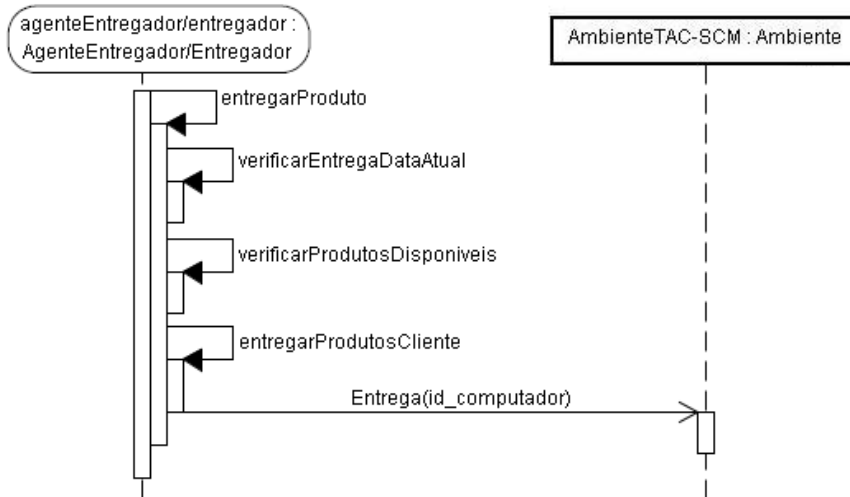 agenteEntregador/entregador :
AgenteEntregador/Entregador
AmbienteTAC-SCM : Ambiente
entregarProduto
verificarEntregaDataAtual
verificarProdutosDisponiveis
entregarProdutosCliente
Entrega(id_computador)